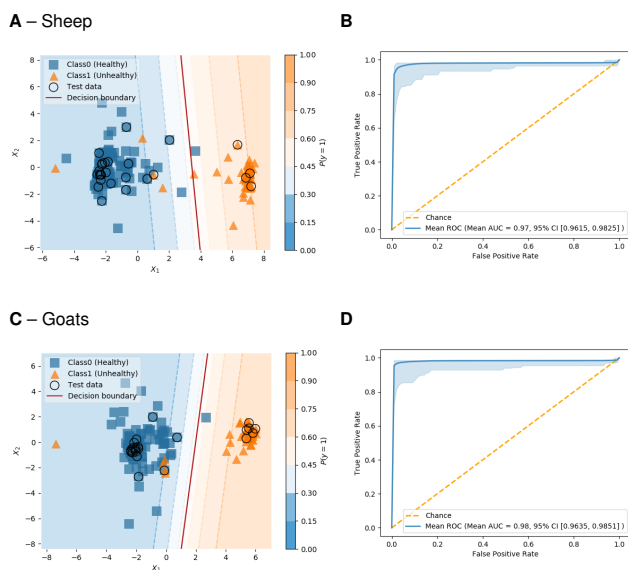 A – Sheep
Class0 (Healthy)
Class1 (Unhealthy)
Test data
Decision boundary
6
4
2
0
−2
−4
−6
X₂
−6 −4 −2 0 2 4 6 8
X₁
1.00
0.90
0.75
0.60
0.45
0.30
0.15
0.00
P(y = 1)
B
1.0
0.8
0.6
0.4
0.2
0.0
True Positive Rate
Chance
Mean ROC (Mean AUC = 0.97, 95% CI [0.9615, 0.9825] )
0.0 0.2 0.4 0.6 0.8 1.0
False Positive Rate
C – Goats
Class0 (Healthy)
Class1 (Unhealthy)
Test data
Decision boundary
6
4
2
0
−2
−4
−6
−8
X₂
−8 −6 −4 −2 0 2 4 6
X₁
1.00
0.90
0.75
0.60
0.45
0.30
0.15
0.00
P(y = 1)
D
1.0
0.8
0.6
0.4
0.2
0.0
True Positive Rate
Chance
Mean ROC (Mean AUC = 0.98, 95% CI [0.9635, 0.9851] )
0.0 0.2 0.4 0.6 0.8 1.0
False Positive Rate